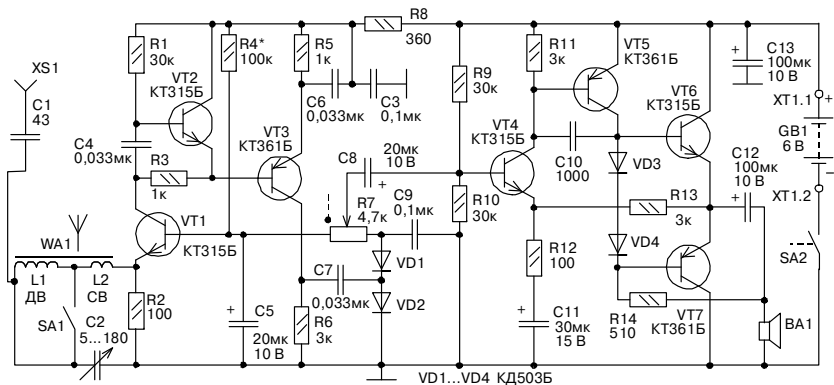 XS1
C1
43
WA1
L1
ДВ
L2
СВ
SA1
C2
5...180
R1
30к
C4
0,033мк
VT2
КТ315Б
R3
1к
VT1
КТ315Б
R2
100
R4*
100к
C5
20мк
10 В
R5
1к
C6
0,033мк
C3
0,1мк
VT3
КТ361Б
R8
360
C8
20мк
10 В
R7
4,7к
C9
0,1мк
C7
0,033мк
VD1
VD2
R6
3к
R9
30к
R10
30к
R11
3к
VT4
КТ315Б
VT5
КТ361Б
C10
1000
VD3
VD4
R12
100
C11
30мк
15 В
R13
3к
R14
510
VT6
КТ315Б
VT7
КТ361Б
C12
100мк
10 В
C13
100мк
10 В
XT1.1
GB1
6 В
XT1.2
SA2
BA1
VD1...VD4 КД503Б